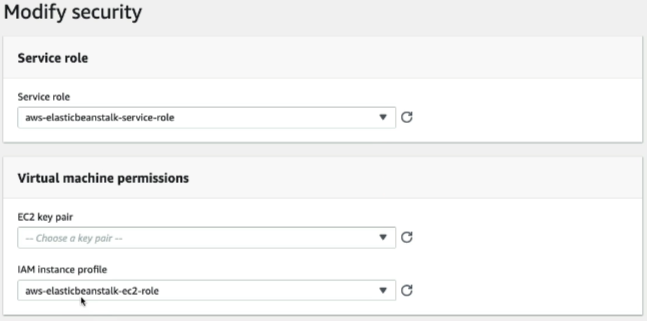 Modify security
Service role
Service role
aws-elasticbeanstalk-service-role
Virtual machine permissions
EC2 key pair
-- Choose a key pair --
IAM instance profile
aws-elasticbeanstalk-ec2-role